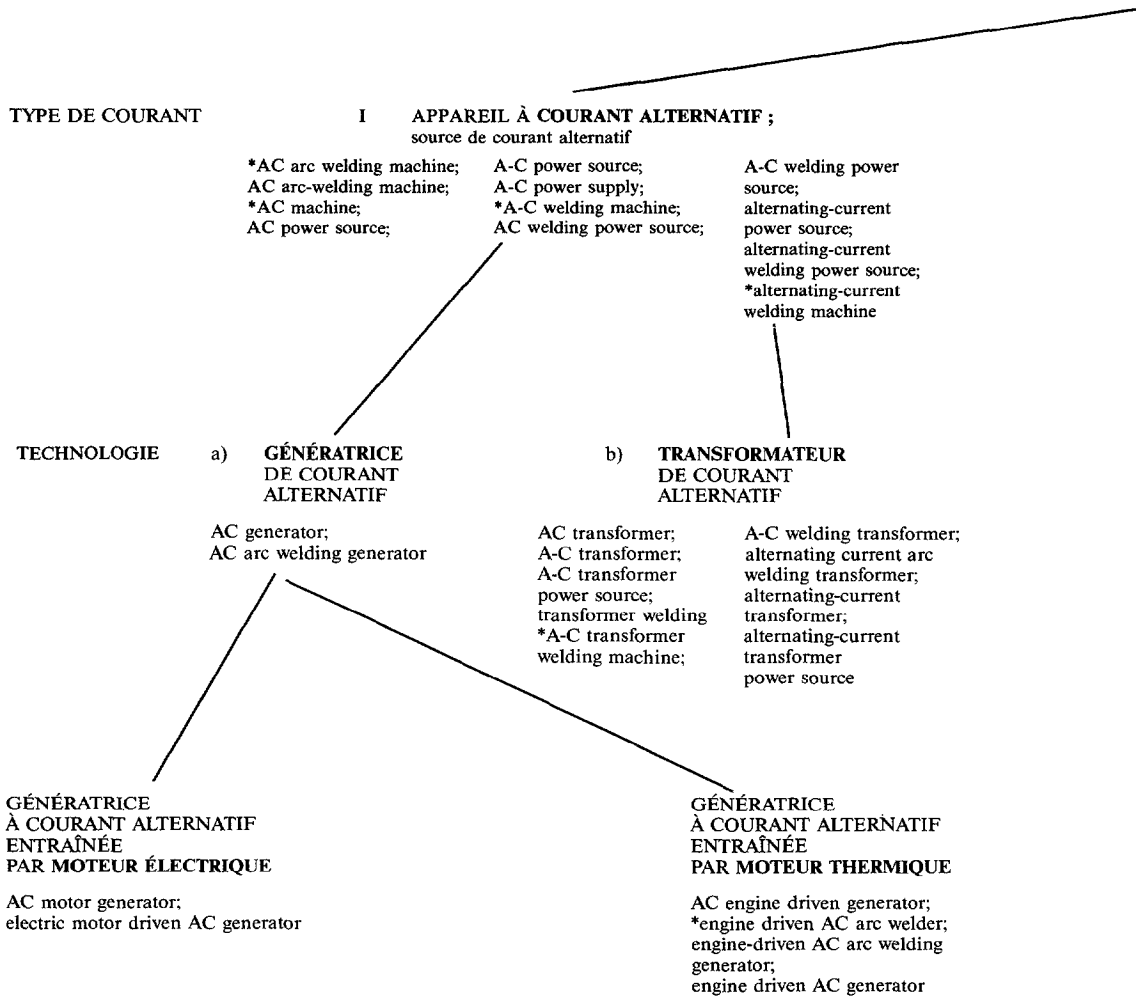 TYPE DE COURANT I APPAREIL À COURANT ALTERNATIF ;
source de courant alternatif
*AC arc welding machine;
AC arc-welding machine;
*AC machine;
AC power source;
A-C power source;
A-C power supply;
*A-C welding machine;
AC welding power source;
A-C welding power
source;
alternating-current
power source;
alternating-current
welding power source;
*alternating-current
welding machine
TECHNOLOGIE a) GÉNÉRATRICE
DE COURANT
ALTERNATIF
AC generator;
AC arc welding generator
b) TRANSFORMATEUR
DE COURANT
ALTERNATIF
AC transformer;
A-C transformer;
A-C transformer
power source;
transformer welding
*A-C transformer
welding machine;
A-C welding transformer;
alternating current arc
welding transformer;
alternating-current
transformer;
alternating-current
transformer
power source
GÉNÉRATRICE
À COURANT ALTERNATIF
ENTRAÎNÉE
PAR MOTEUR ÉLECTRIQUE
AC motor generator;
electric motor driven AC generator
GÉNÉRATRICE
À COURANT ALTERNATIF
ENTRAÎNÉE
PAR MOTEUR THERMIQUE
AC engine driven generator;
*engine driven AC arc welder;
engine-driven AC arc welding
generator;
engine driven AC generator